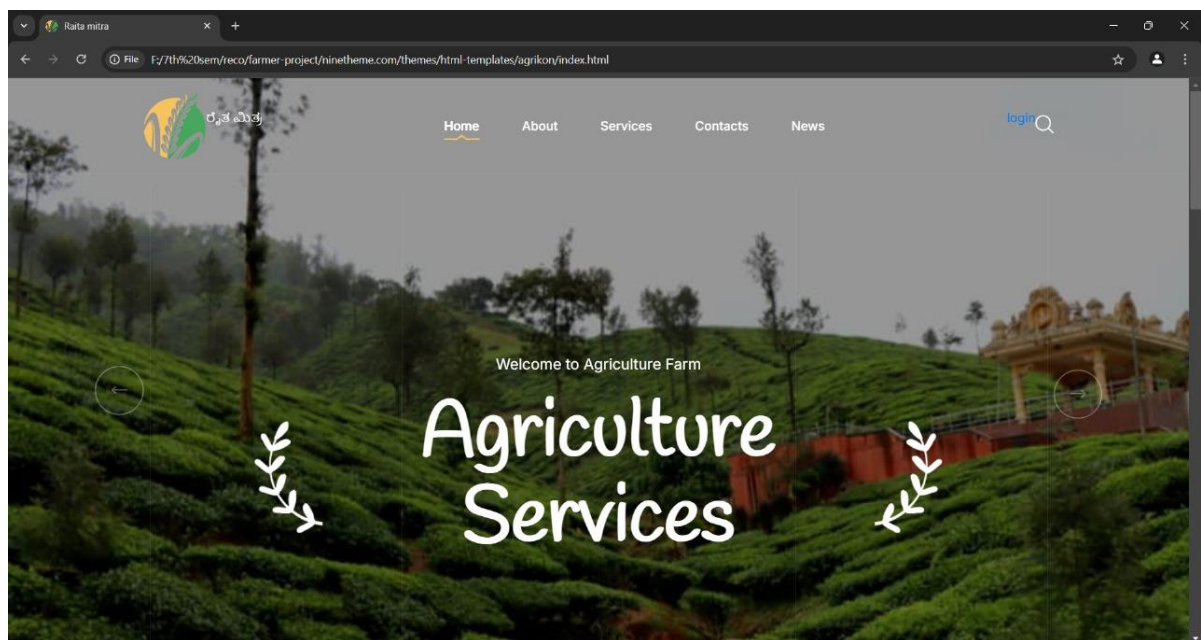 Raita mitra
File F:/7th%20sem/reco/farmer-project/ninetheme.com/themes/html-templates/agrikon/index.html
ರೈತ ಮಿತ್ರ Home About Services Contacts News login
Welcome to Agriculture Farm
Agriculture
Services